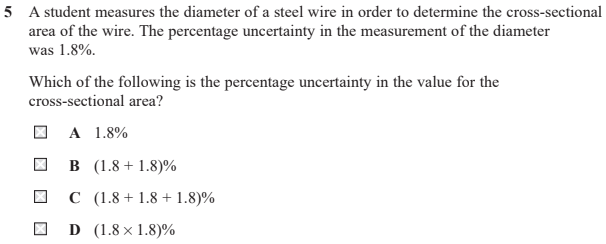 5 A student measures the diameter of a steel wire in order to determine the cross-sectional
area of the wire. The percentage uncertainty in the measurement of the diameter
was 1.8%.
Which of the following is the percentage uncertainty in the value for the
cross-sectional area?
A 1.8%
B (1.8 + 1.8)%
C (1.8 + 1.8 + 1.8)%
D (1.8 × 1.8)%